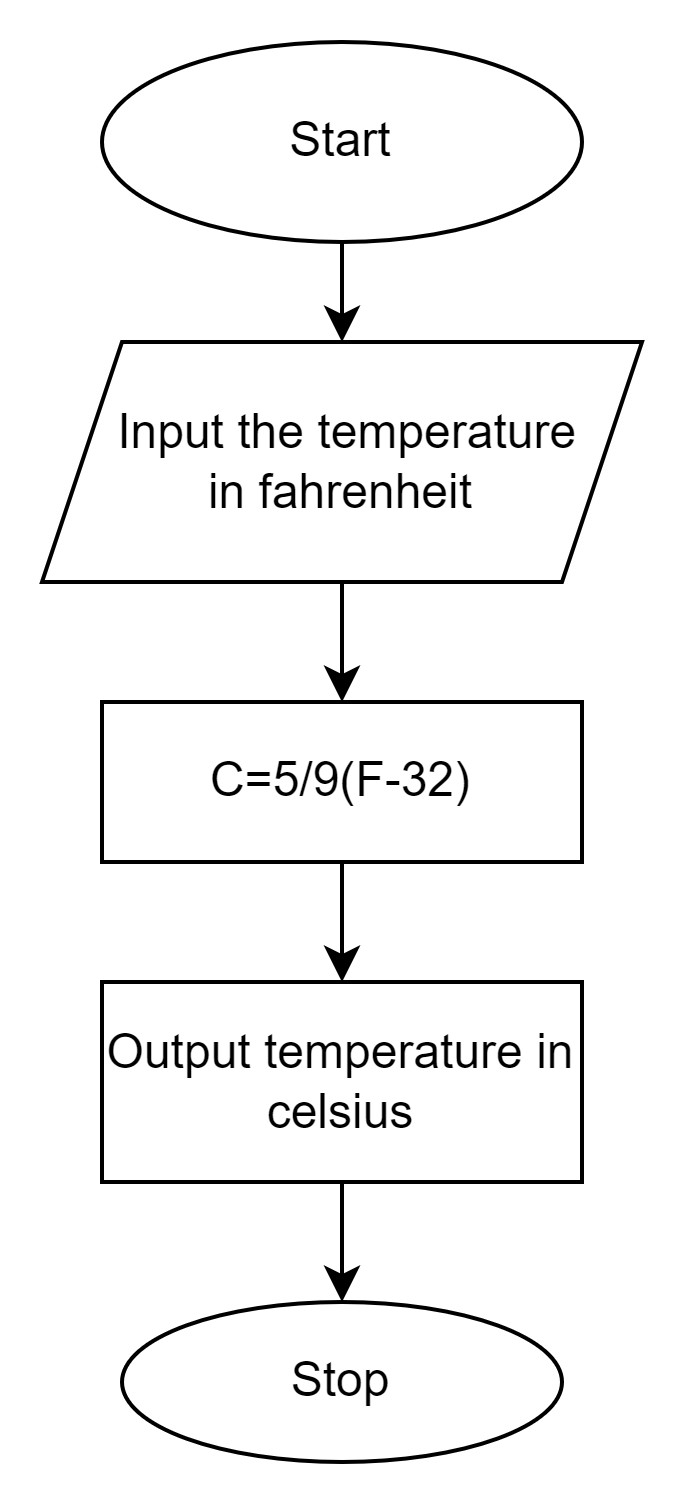 Start
Input the temperature
in fahrenheit
C=5/9(F-32)
Output temperature in
celsius
Stop